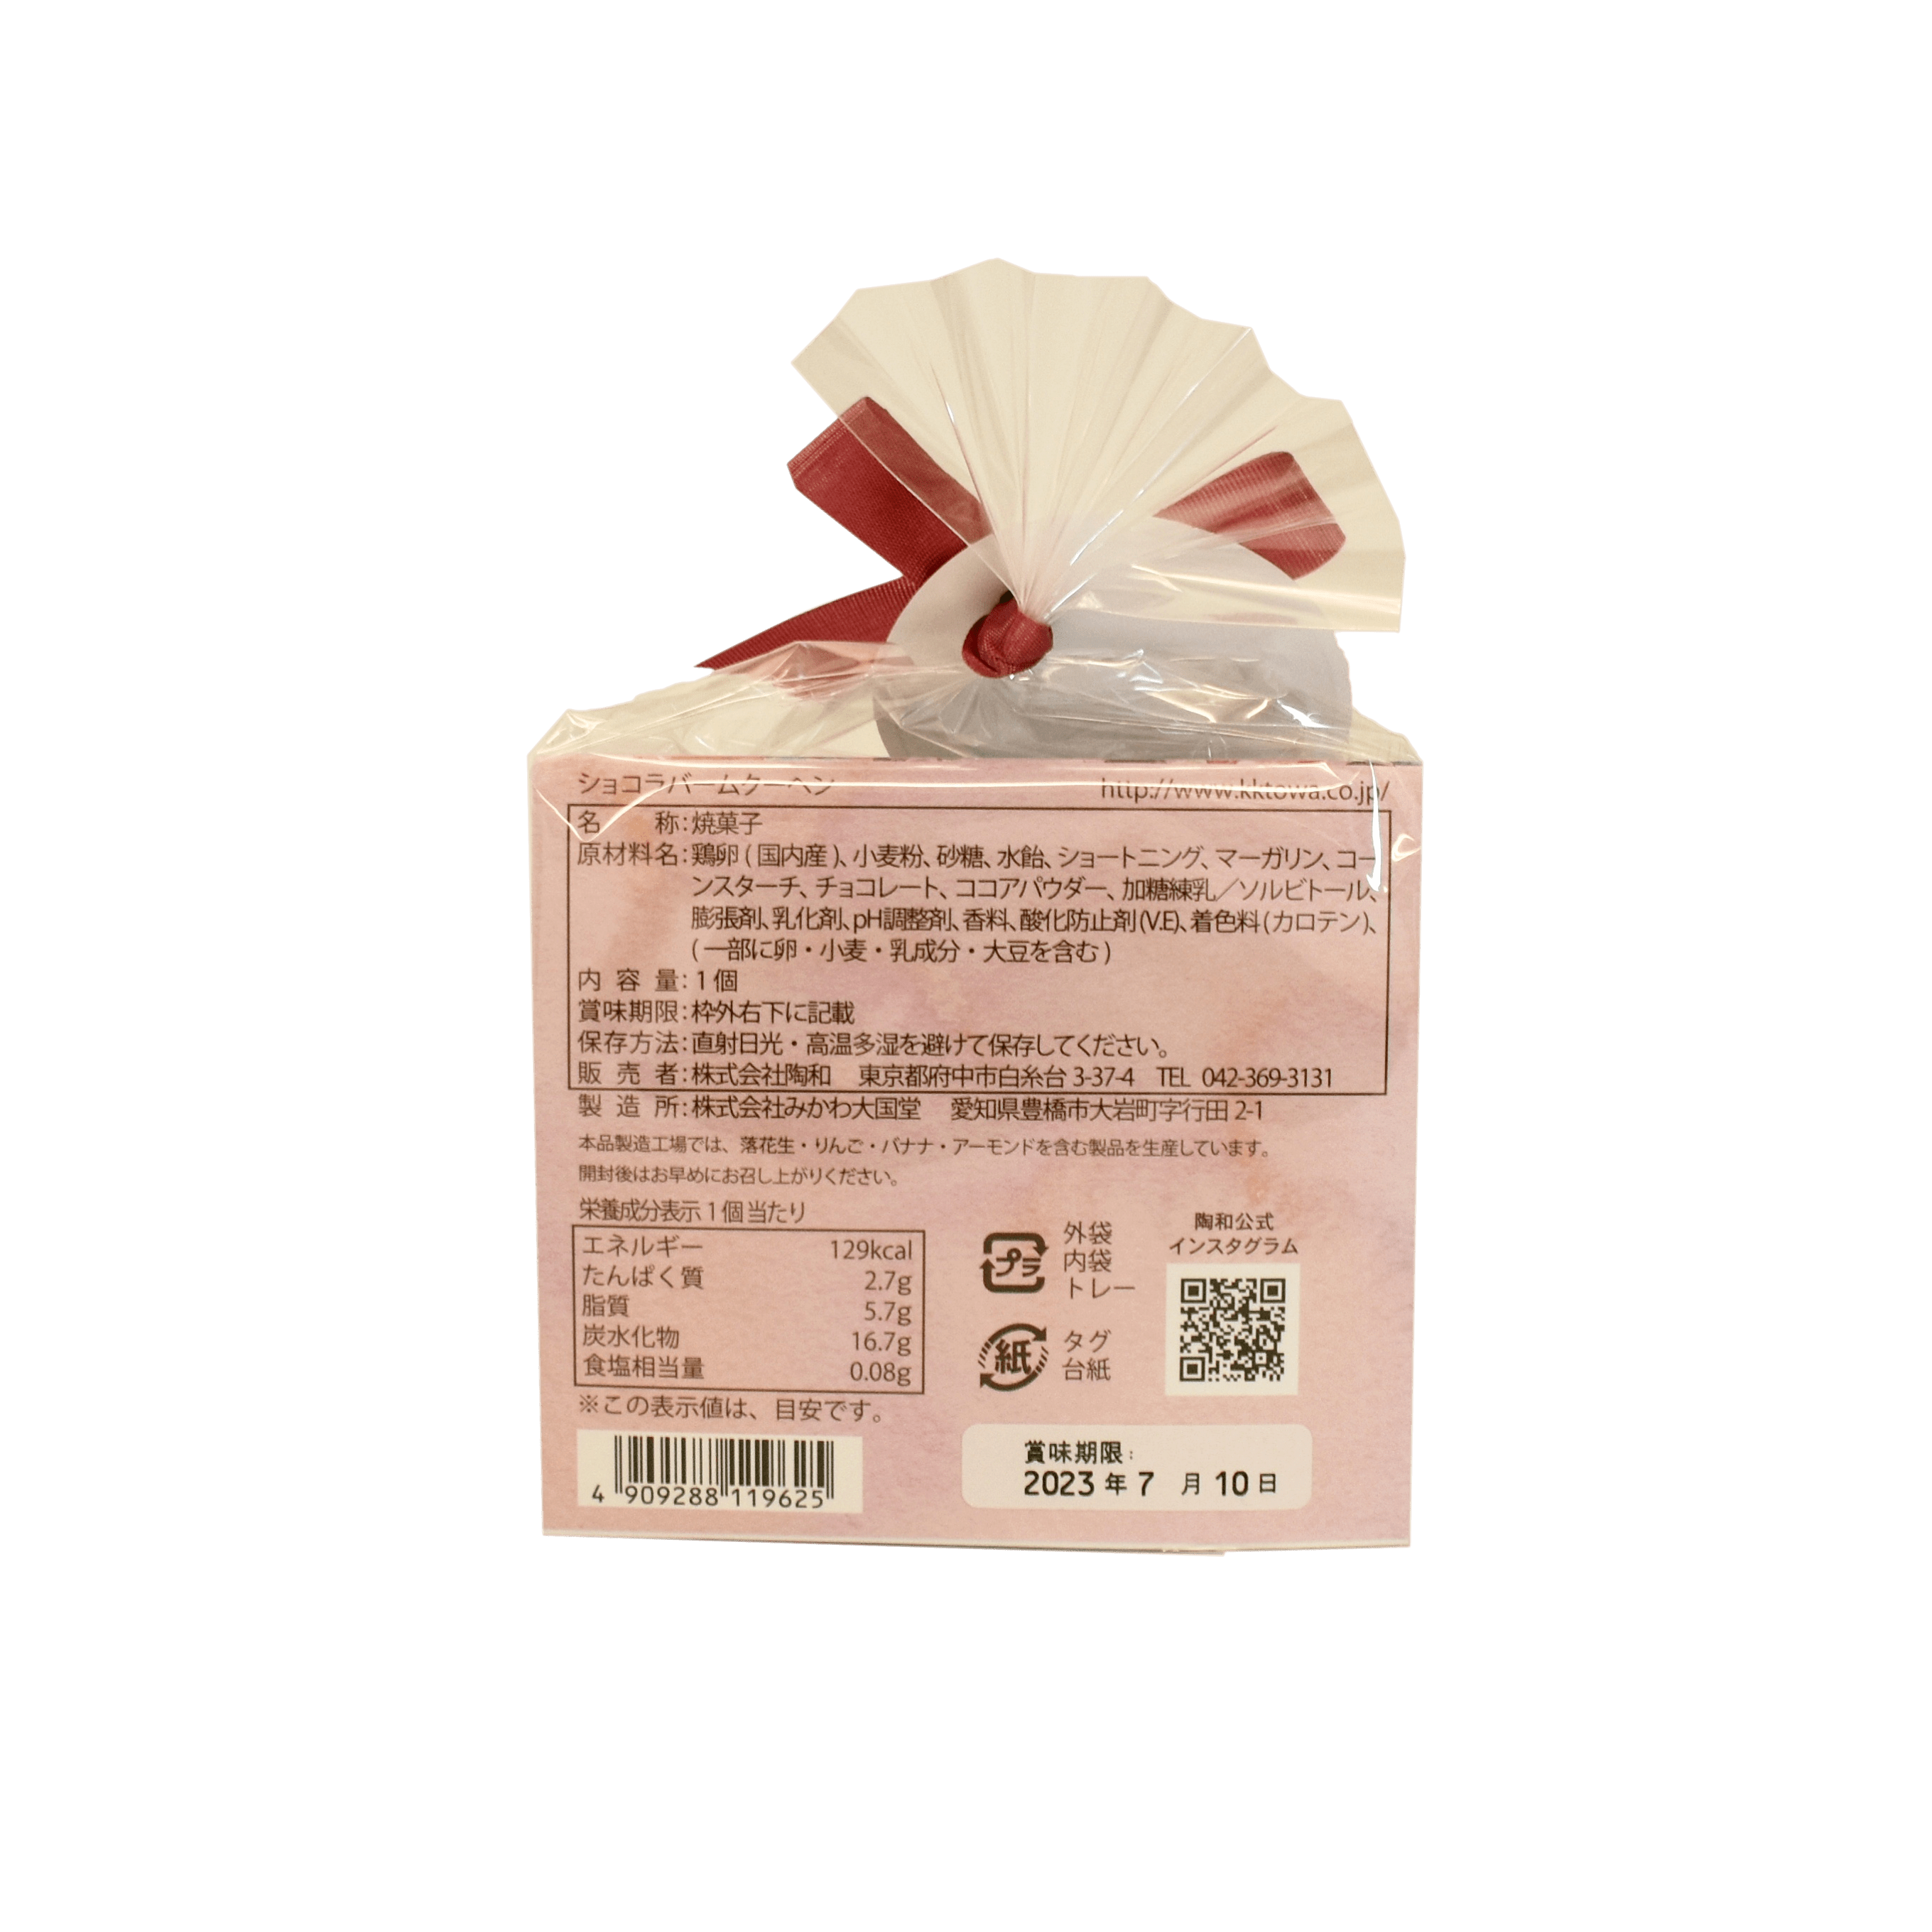 ショコラバームクーヘン http://www.kktowa.co.jp/
名 称:焼菓子
原材料名:鶏卵(国内産)、小麦粉、砂糖、水飴、ショートニング、マーガリン、コー
ンスターチ、チョコレート、ココアパウダー、加糖練乳／ソルビトール、
膨張剤、乳化剤、pH調整剤、香料、酸化防止剤(V.E)、着色料(カロテン)、
(一部に卵・小麦・乳成分・大豆を含む)
内容量:1個
賞味期限:枠外右下に記載
保存方法:直射日光・高温多湿を避けて保存してください。
販売者:株式会社陶和 東京都府中市白糸台 3-37-4 TEL 042-369-3131
製造所:株式会社みかわ大国堂 愛知県豊橋市大岩町字行田 2-1
本品製造工場では、落花生・りんご・バナナ・アーモンドを含む製品を生産しています。
開封後はお早めにお召し上がりください。
栄養成分表示1個当たり
エネルギー 129kcal
たんぱく質 2.7g
脂質 5.7g
炭水化物 16.7g
食塩相当量 0.08g
※この表示値は、目安です。
プラ
外袋
内袋
トレー
紙
タグ
台紙
陶和公式
インスタグラム
4 909288 119625
賞味期限:
2023 年 7 月 10 日